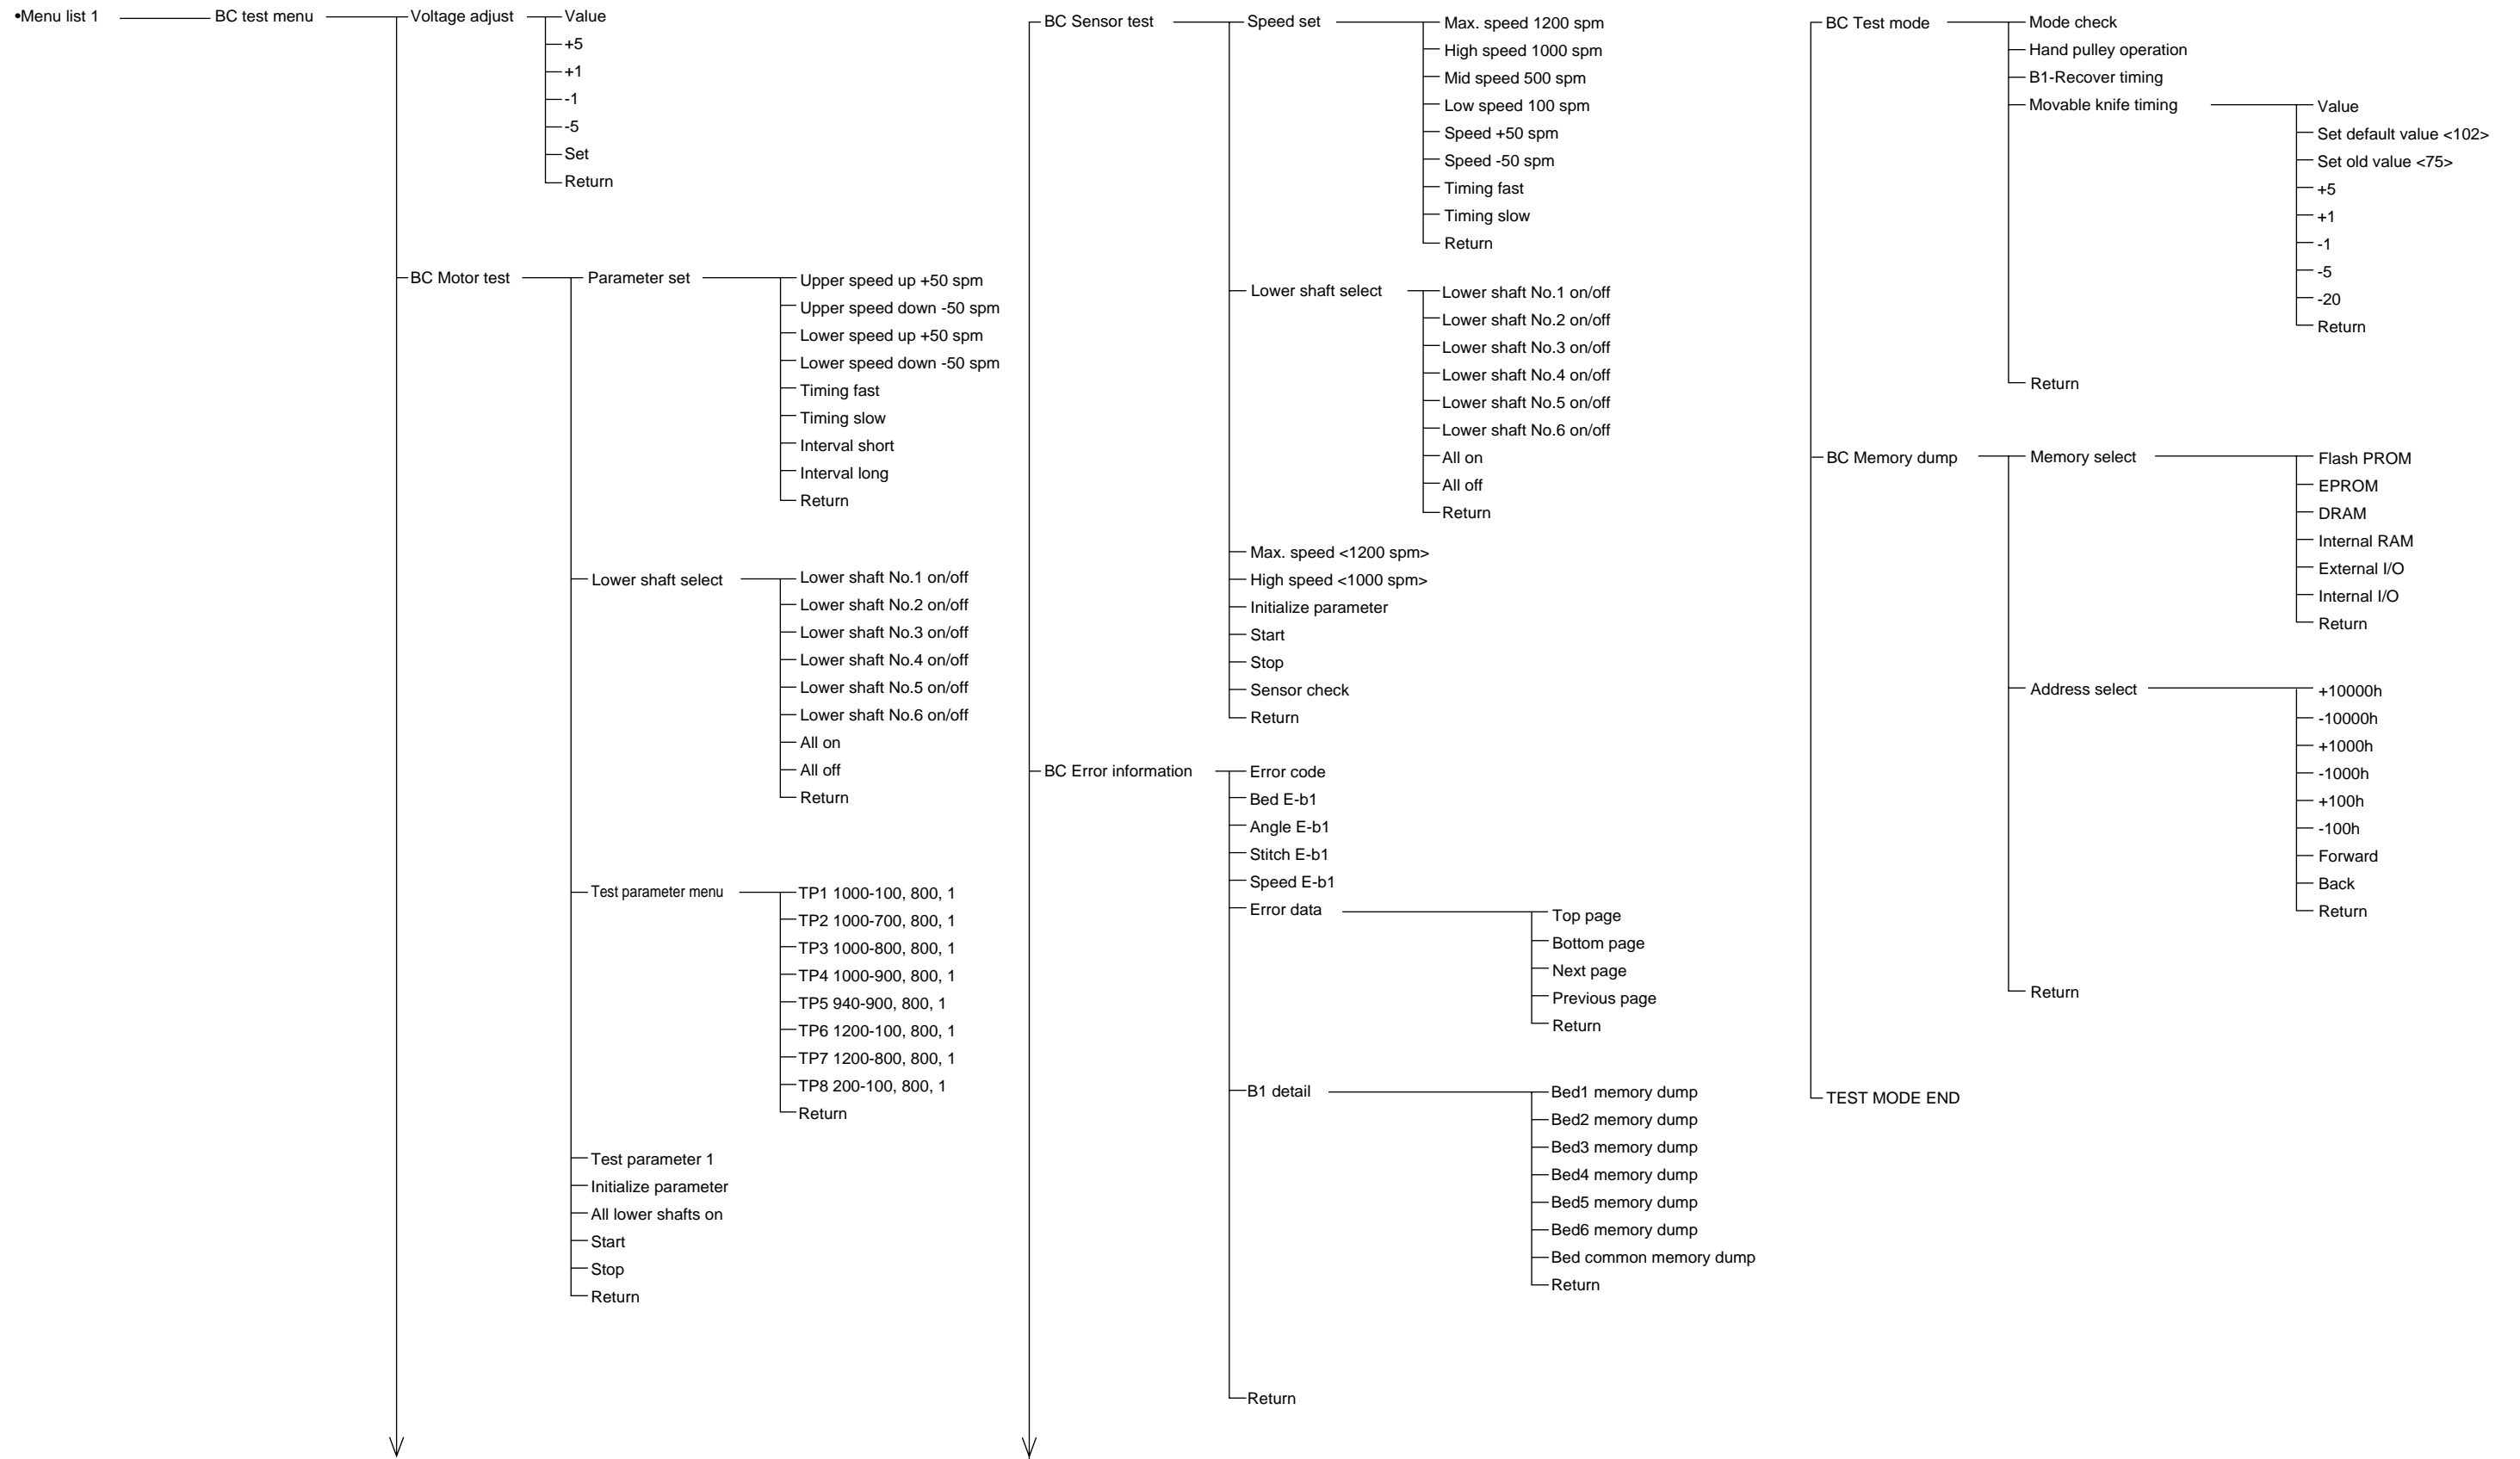 •Menu list 1
BC test menu
Voltage adjust
Value
+5
+1
-1
-5
Set
Return
BC Motor test
Parameter set
Upper speed up +50 spm
Upper speed down -50 spm
Lower speed up +50 spm
Lower speed down -50 spm
Timing fast
Timing slow
Interval short
Interval long
Return
Lower shaft select
Lower shaft No.1 on/off
Lower shaft No.2 on/off
Lower shaft No.3 on/off
Lower shaft No.4 on/off
Lower shaft No.5 on/off
Lower shaft No.6 on/off
All on
All off
Return
Test parameter menu
TP1 1000-100, 800, 1
TP2 1000-700, 800, 1
TP3 1000-800, 800, 1
TP4 1000-900, 800, 1
TP5 940-900, 800, 1
TP6 1200-100, 800, 1
TP7 1200-800, 800, 1
TP8 200-100, 800, 1
Return
Test parameter 1
Initialize parameter
All lower shafts on
Start
Stop
Return
BC Sensor test
Speed set
Max. speed 1200 spm
High speed 1000 spm
Mid speed 500 spm
Low speed 100 spm
Speed +50 spm
Speed -50 spm
Timing fast
Timing slow
Return
Lower shaft select
Lower shaft No.1 on/off
Lower shaft No.2 on/off
Lower shaft No.3 on/off
Lower shaft No.4 on/off
Lower shaft No.5 on/off
Lower shaft No.6 on/off
All on
All off
Return
Max. speed <1200 spm>
High speed <1000 spm>
Initialize parameter
Start
Stop
Sensor check
Return
BC Error information
Error code
Bed E-b1
Angle E-b1
Stitch E-b1
Speed E-b1
Error data
Top page
Bottom page
Next page
Previous page
Return
B1 detail
Bed1 memory dump
Bed2 memory dump
Bed3 memory dump
Bed4 memory dump
Bed5 memory dump
Bed6 memory dump
Bed common memory dump
Return
Return
BC Test mode
Mode check
Hand pulley operation
B1-Recover timing
Movable knife timing
Value
Set default value <102>
Set old value <75>
+5
+1
-1
-5
-20
Return
Return
BC Memory dump
Memory select
Flash PROM
EPROM
DRAM
Internal RAM
External I/O
Internal I/O
Return
Address select
+10000h
-10000h
+1000h
-1000h
+100h
-100h
Forward
Back
Return
Return
TEST MODE END